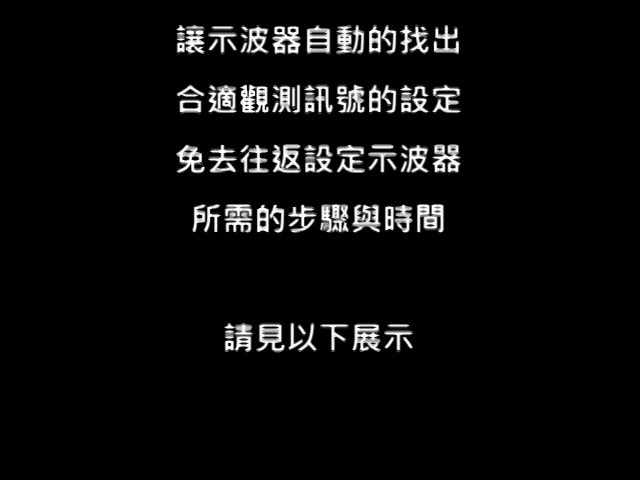 讓示波器自動的找出
合適觀測訊號的設定
免去往返設定示波器
所需的步驟與時間
請見以下展示